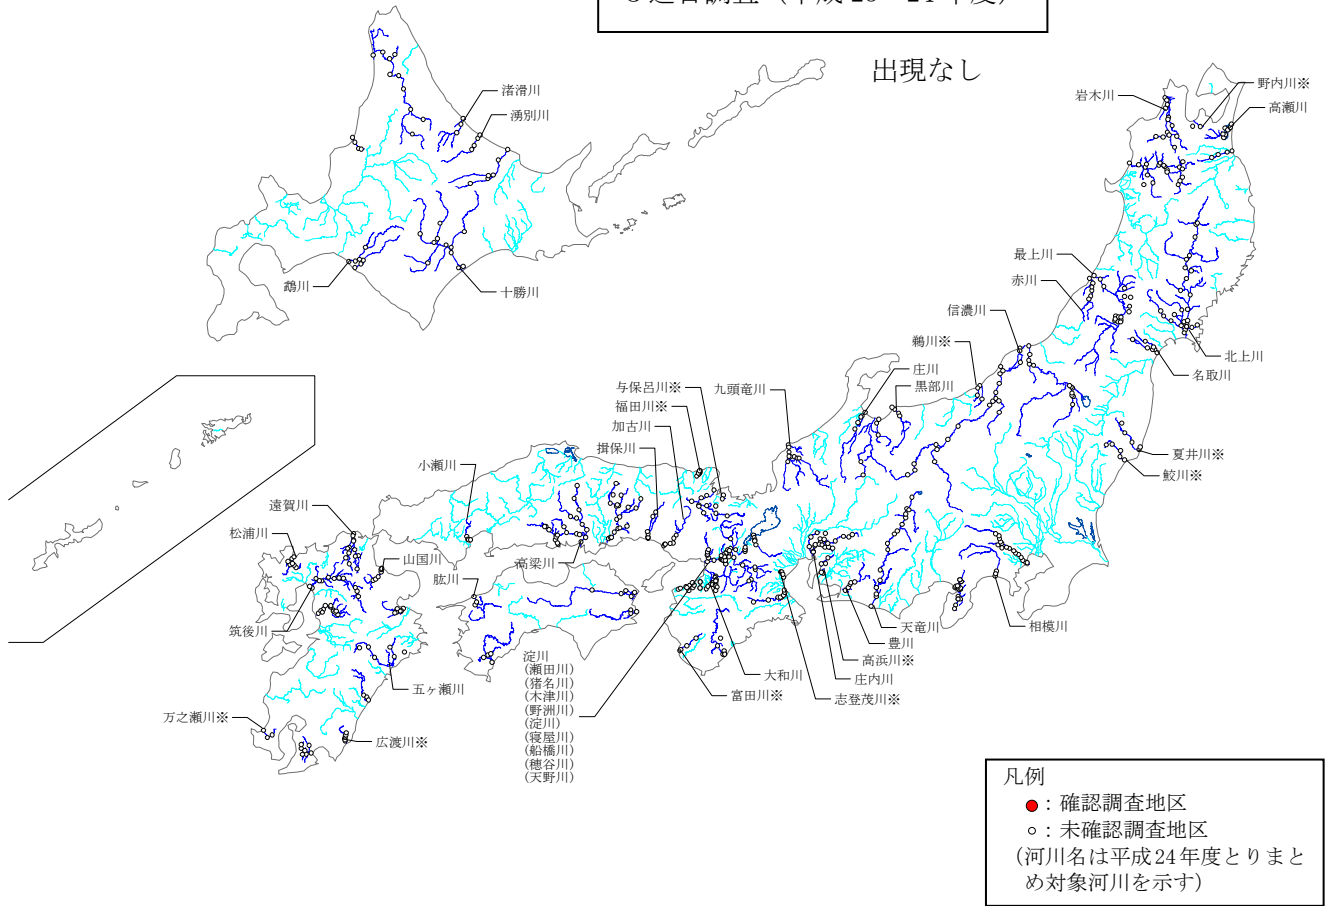 出現なし
渚滑川
湧別川
鵡川
十勝川
岩木川
野内川※
高瀬川
最上川
赤川
信濃川
鵜川※
北上川
名取川
庄川
黒部川
九頭竜川
与保呂川※
福田川※
加古川
揖保川
小瀬川
夏井川※
鮫川※
遠賀川
松浦川
山国川
肱川
高梁川
筑後川
天竜川
相模川
豊川
高浜川※
庄内川
志登茂川※
大和川
富田川※
五ヶ瀬川
万之瀬川※
広渡川※
淀川
(瀬田川)
(猪名川)
(木津川)
(野洲川)
(淀川)
(寝屋川)
(船橋川)
(穂谷川)
(天野川)
凡例
:確認調査地区
:未確認調査地区
(河川名は平成24年度とりまと
め対象河川を示す)